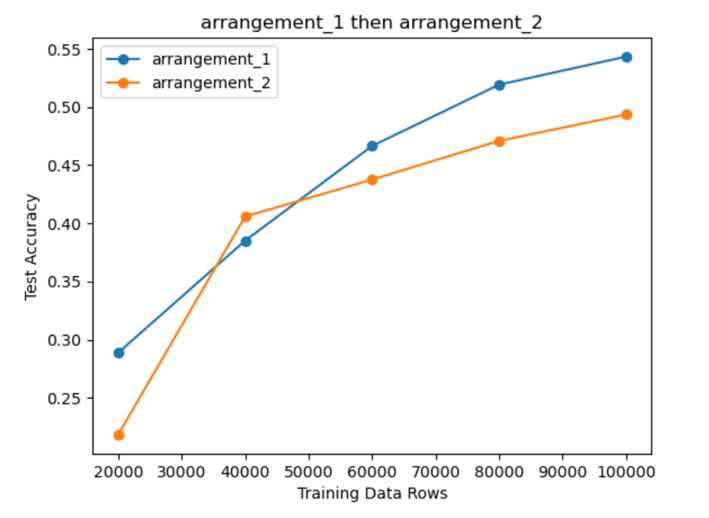 arrangement_1 then arrangement_2
0.55
0.50
0.45
0.40
0.35
0.30
0.25
Test Accuracy
arrangement_1
arrangement_2
20000 30000 40000 50000 60000 70000 80000 90000 100000
Training Data Rows